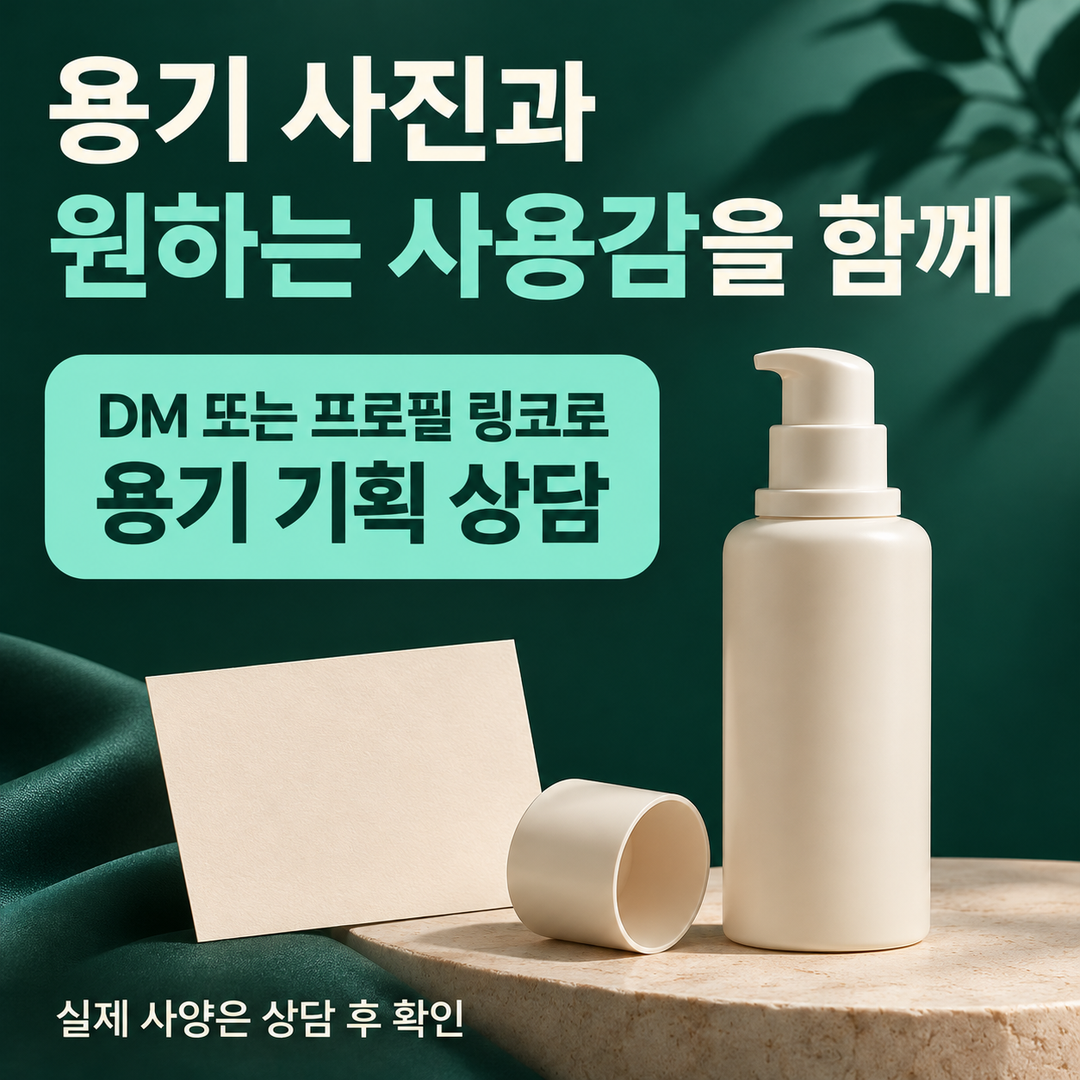 용기 사진과
원하는 사용감을 함께
DM 또는 프로필 링코로
용기 기획 상담
실제 사양은 상담 후 확인